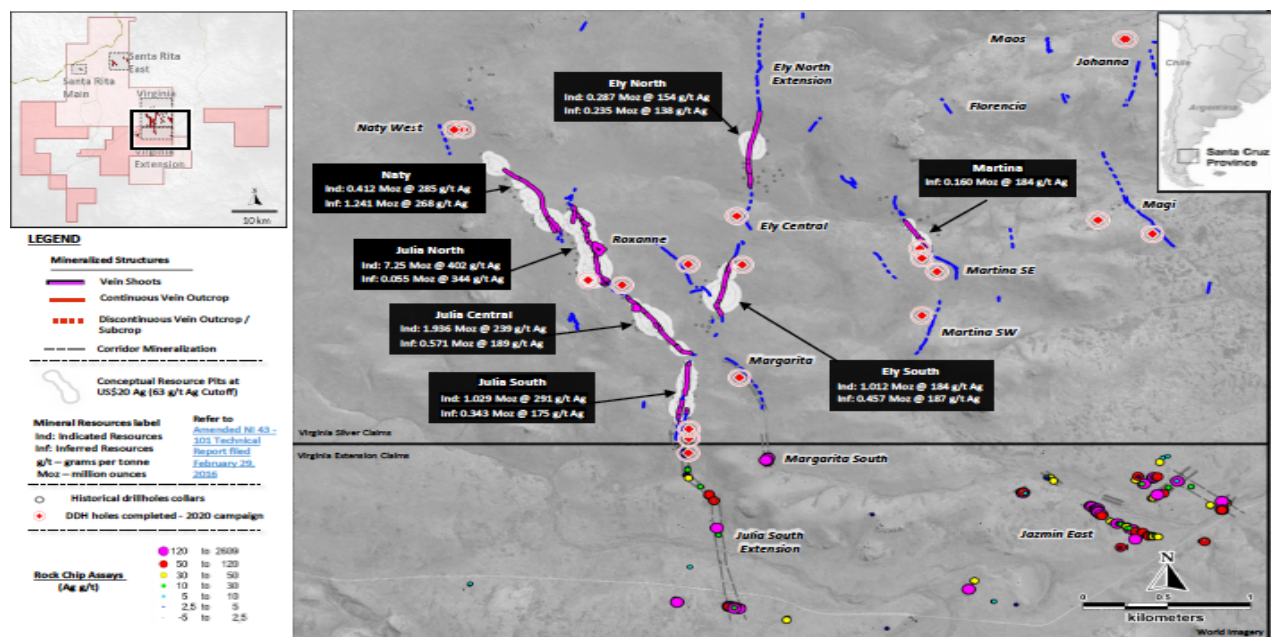 Santa Rita
East
Santa Rita
Main
Virginia
Virginia
Extension
10 km
LEGEND
Mineralized Structures
Vein Shoots
Continuous Vein Outcrop
Discontinuous Vein Outcrop /
Subcrop
Corridor Mineralization
Conceptual Resource Pits at
US$20 Ag (63 g/t Ag Cutoff)
Mineral Resources label
Ind: Indicated Resources
Inf: Inferred Resources
g/t – grams per tonne
Moz – million ounces
Refer to
Amended NI 43 -
101 Technical
Report filed
February 29,
2016
Historical drillholes collars
DDH holes completed - 2020 campaign
Rock Chip Assays
(Ag g/t)
120 to 2689
50 to 120
30 to 50
10 to 30
5 to 10
2,5 to 5
-5 to 2,5
Maos
Johanna
Chile
Argentina
Santa Cruz
Province
Ely North
Extension
Ely North
Ind: 0.287 Moz @ 154 g/t Ag
Inf: 0.235 Moz @ 138 g/t Ag
Florencia
Naty West
Naty
Ind: 0.412 Moz @ 285 g/t Ag
Inf: 1.241 Moz @ 268 g/t Ag
Martina
Inf: 0.160 Moz @ 184 g/t Ag
Magi
Ely Central
Roxanne
Julia North
Ind: 7.25 Moz @ 402 g/t Ag
Inf: 0.055 Moz @ 344 g/t Ag
Martina SE
Julia Central
Ind: 1.936 Moz @ 239 g/t Ag
Inf: 0.571 Moz @ 189 g/t Ag
Martina SW
Margarita
Ely South
Ind: 1.012 Moz @ 184 g/t Ag
Inf: 0.457 Moz @ 187 g/t Ag
Julia South
Ind: 1.029 Moz @ 291 g/t Ag
Inf: 0.343 Moz @ 175 g/t Ag
Virginia Silver Claims
Virginia Extension Claims
Margarita South
Julia South
Extension
Jazmin East
N
0 0.5 1
kilometers
World Imagery